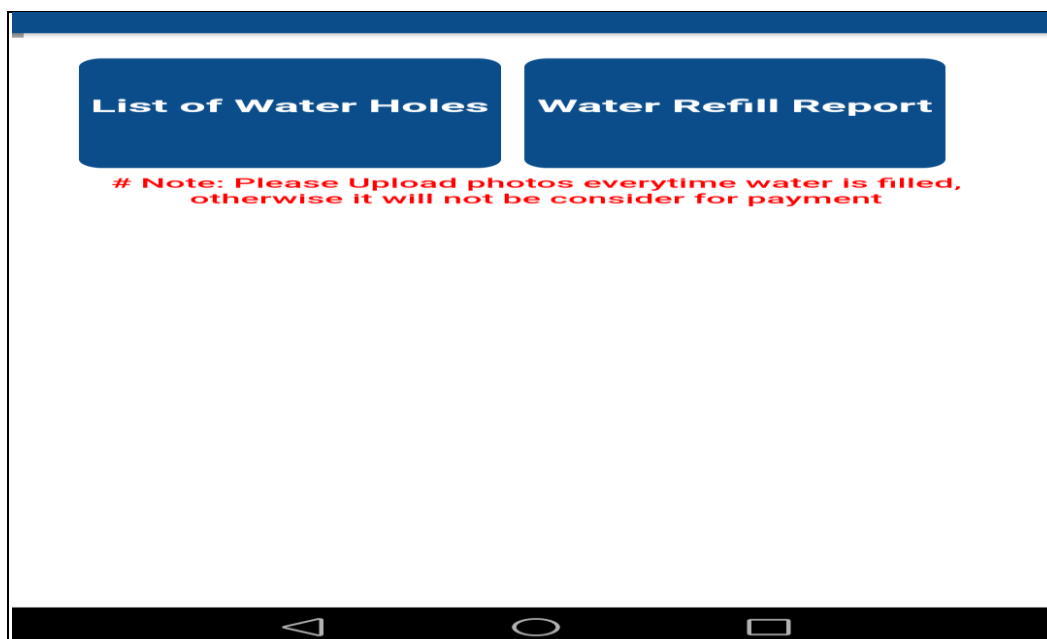 List of Water Holes
Water Refill Report
# Note: Please Upload photos everytime water is filled,
otherwise it will not be consider for payment